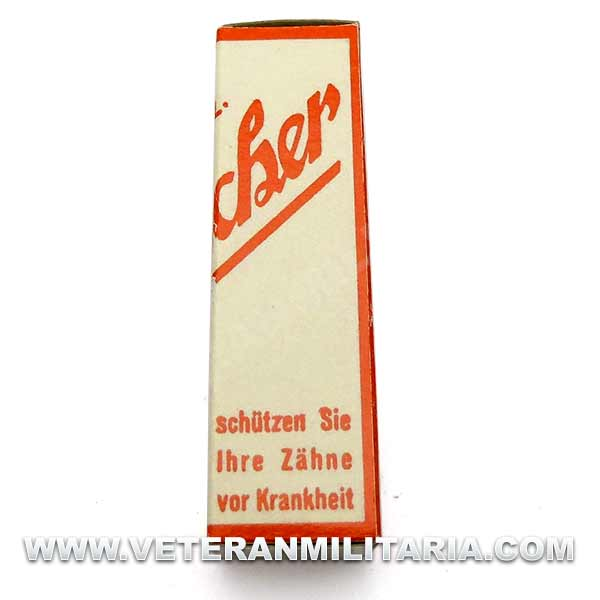 cher
schützen Sie
Ihre Zähne
vor Krankheit
WWW.VETERANMILITARIA.COM